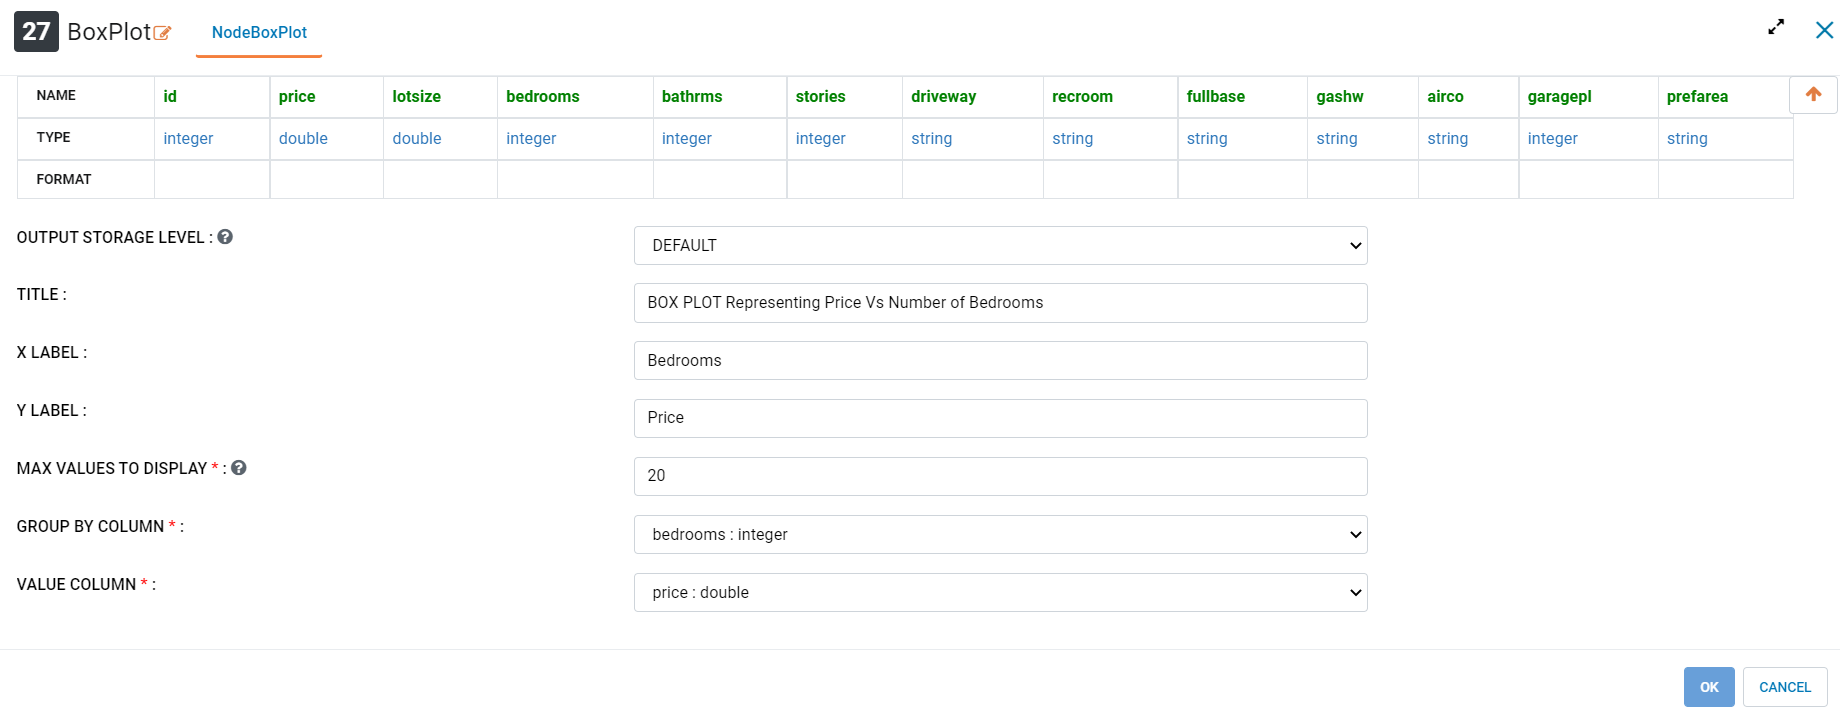 27 BoxPlot NodeBoxPlot
NAME id price lotsize bedrooms bathrms stories driveway recroom fullbase gashw airco garagepl prefarea
TYPE integer double double integer integer integer string string string string string integer string
FORMAT
OUTPUT STORAGE LEVEL : ?
DEFAULT
TITLE :
BOX PLOT Representing Price Vs Number of Bedrooms
X LABEL :
Bedrooms
Y LABEL :
Price
MAX VALUES TO DISPLAY * : ?
20
GROUP BY COLUMN * :
bedrooms : integer
VALUE COLUMN * :
price : double
OK CANCEL